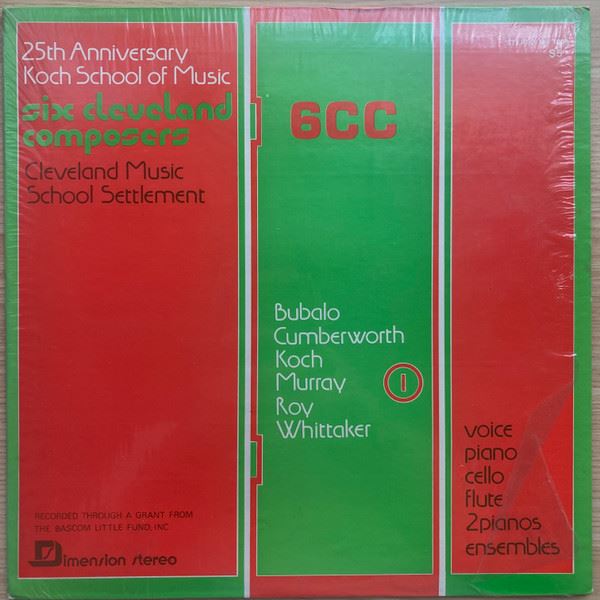 25th Anniversary
Koch School of Music
six cleveland
composers
Cleveland Music
School Settlement
6CC
Bubalo
Cumberworth
Koch
Murray
Roy
Whittaker
1
voice
piano
cello
flute
2pianos
ensembles
RECORDED THROUGH A GRANT FROM
THE BASCOM LITTLE FUND, INC.
Dimension stereo